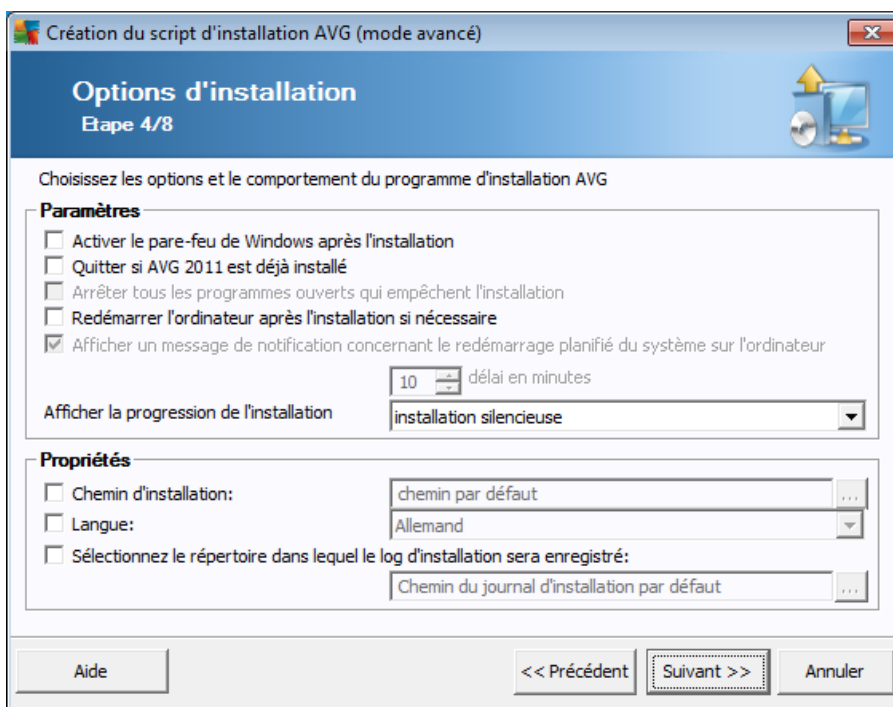 Création du script d'installation AVG (mode avancé)
Options d'installation
Etape 4/8
Choisissez les options et le comportement du programme d'installation AVG
Paramètres
Activer le pare-feu de Windows après l'installation
Quitter si AVG 2011 est déjà installé
Arrêter tous les programmes ouverts qui empêchent l'installation
Redémarrer l'ordinateur après l'installation si nécessaire
Afficher un message de notification concernant le redémarrage planifié du système sur l'ordinateur
10 délai en minutes
Afficher la progression de l'installation installation silencieuse
Propriétés
Chemin d'installation: chemin par défaut ...
Langue: Allemand
Sélectionnez le répertoire dans lequel le log d'installation sera enregistré:
Chemin du journal d'installation par défaut ...
Aide << Précédent Suivant >> Annuler